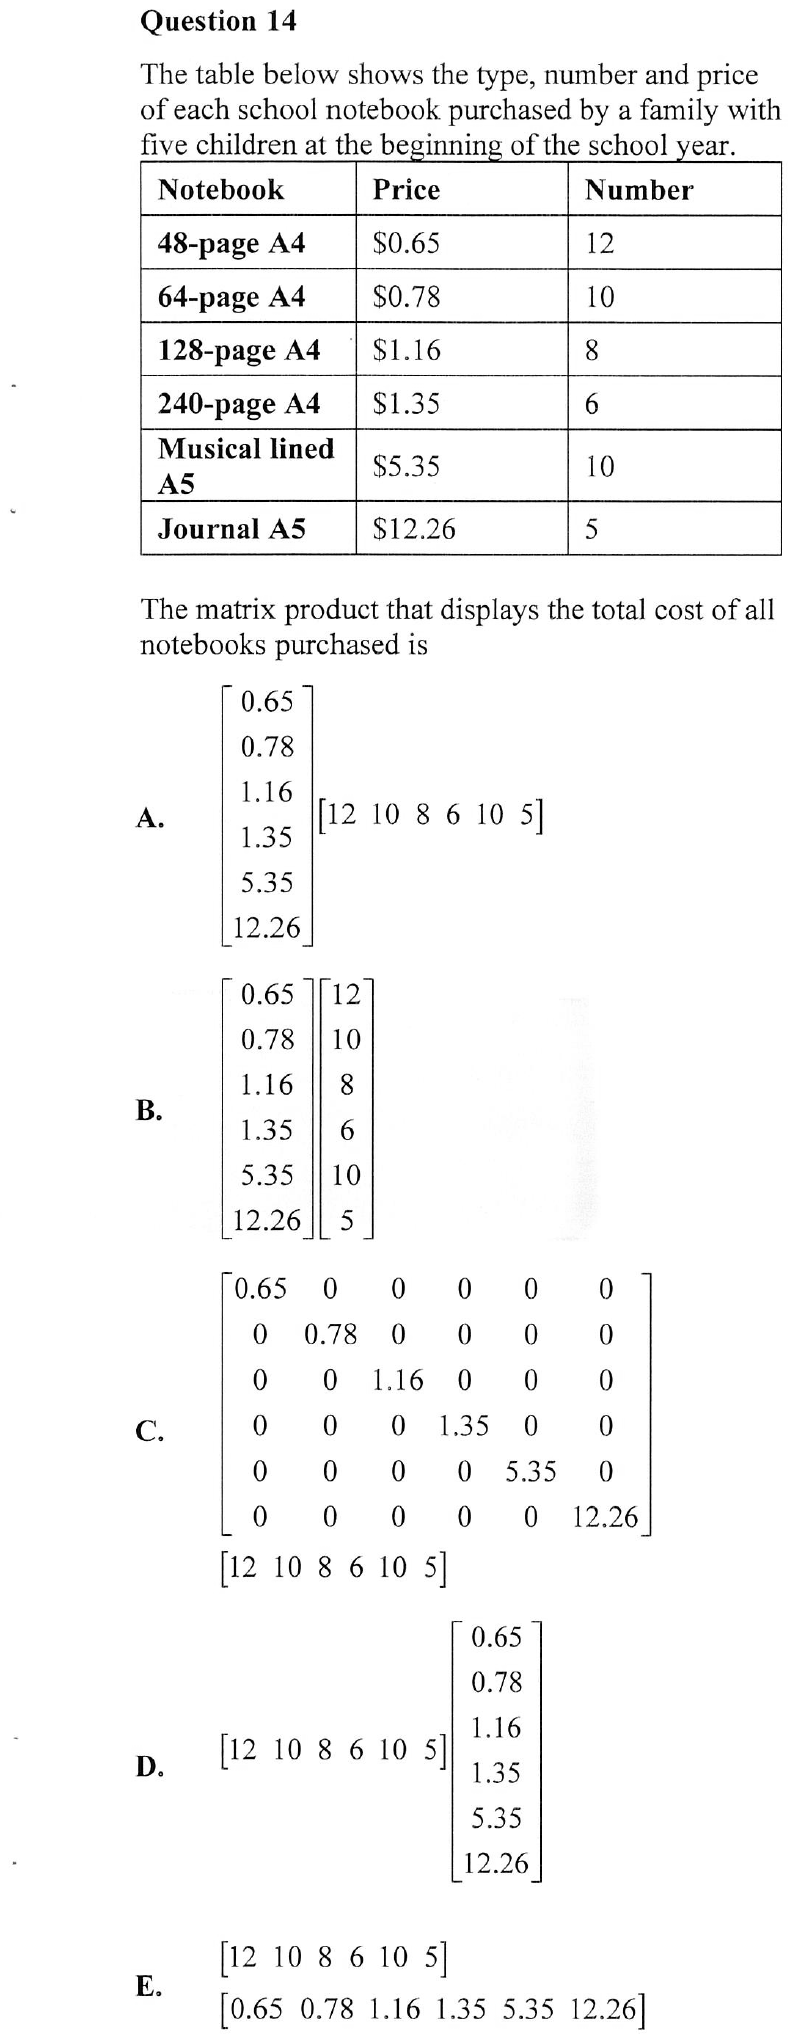 Question 14
The table below shows the type, number and price
of each school notebook purchased by a family with
five children at the beginning of the school year.
Notebook Price Number
48-page A4 $0.65 12
64-page A4 $0.78 10
128-page A4 $1.16 8
240-page A4 $1.35 6
Musical lined
A5 $5.35 10
Journal A5 $12.26 5
The matrix product that displays the total cost of all
notebooks purchased is
A.
0.65
0.78
1.16
1.35
5.35
12.26
[12 10 8 6 10 5]
B.
0.65 12
0.78 10
1.16 8
1.35 6
5.35 10
12.26 5
C.
0.65 0 0 0 0 0
0 0.78 0 0 0 0
0 0 1.16 0 0 0
0 0 0 1.35 0 0
0 0 0 0 5.35 0
0 0 0 0 0 12.26
[12 10 8 6 10 5]
D.
[12 10 8 6 10 5]
0.65
0.78
1.16
1.35
5.35
12.26
E.
[12 10 8 6 10 5]
[0.65 0.78 1.16 1.35 5.35 12.26]